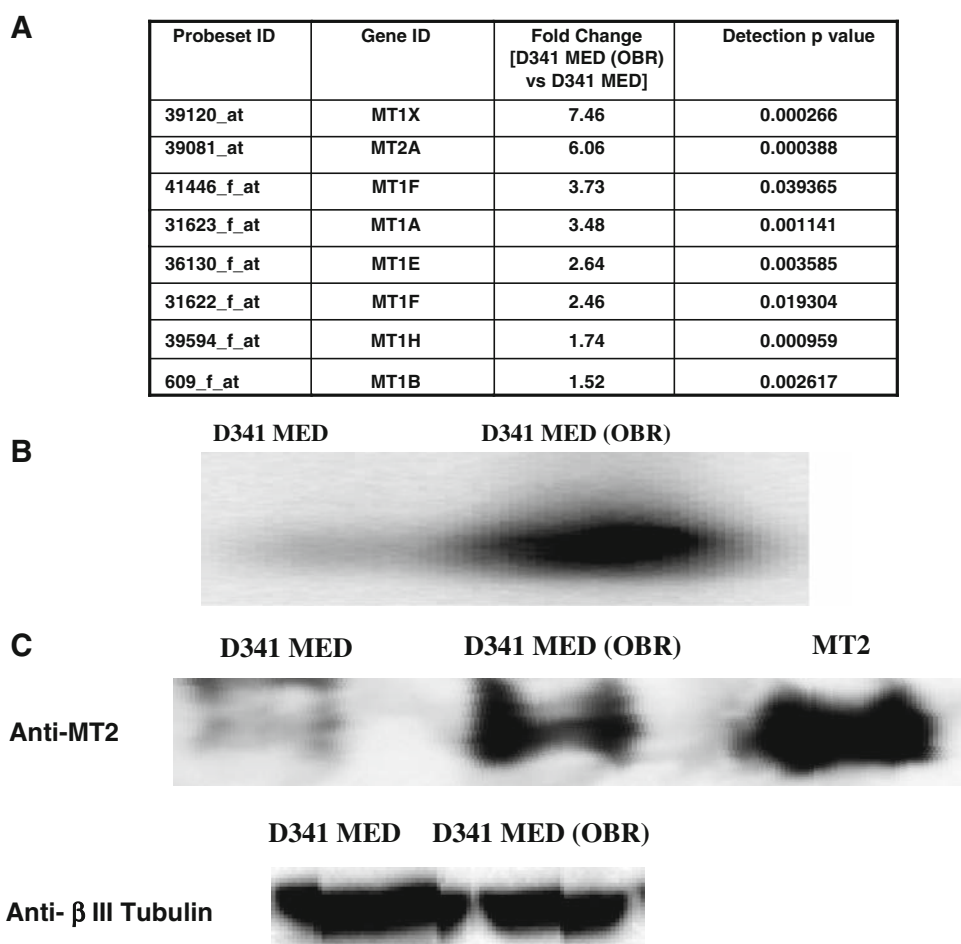 A
Probeset ID Gene ID Fold Change Detection p value
[D341 MED (OBR)
vs D341 MED]
39120_at MT1X 7.46 0.000266
39081_at MT2A 6.06 0.000388
41446_f_at MT1F 3.73 0.039365
31623_f_at MT1A 3.48 0.001141
36130_f_at MT1E 2.64 0.003585
31622_f_at MT1F 2.46 0.019304
39594_f_at MT1H 1.74 0.000959
609_f_at MT1B 1.52 0.002617
B
D341 MED D341 MED (OBR)
C
D341 MED D341 MED (OBR) MT2
Anti-MT2
D341 MED D341 MED (OBR)
Anti- β III Tubulin